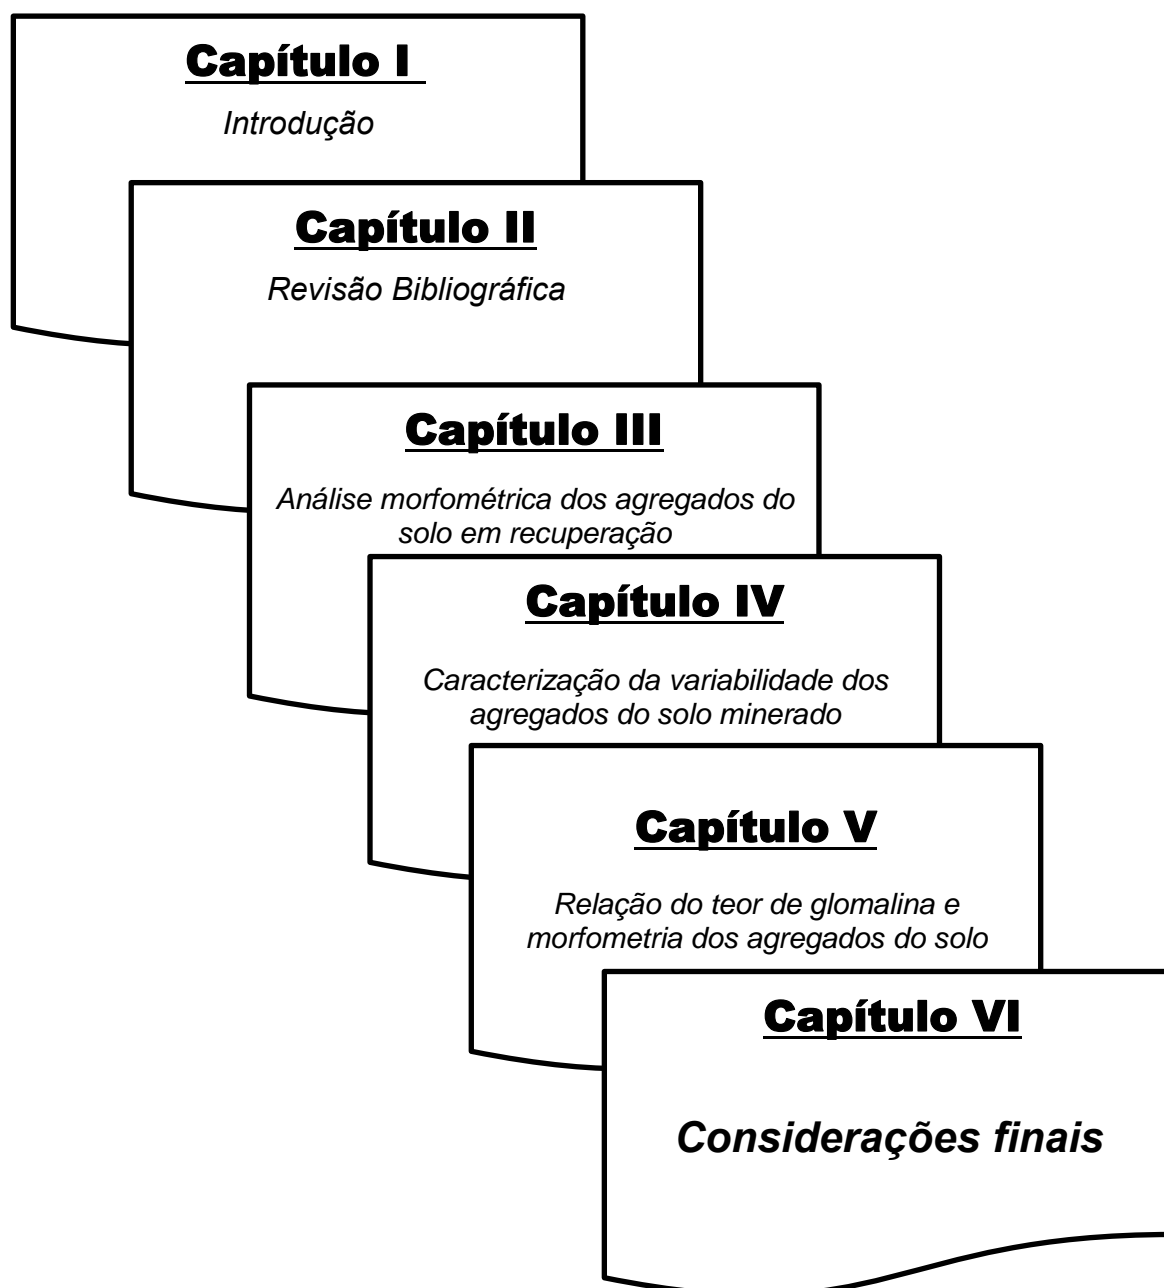 Capítulo I
Introdução
Capítulo II
Revisão Bibliográfica
Capítulo III
Análise morfométrica dos agregados do
solo em recuperação
Capítulo IV
Caracterização da variabilidade dos
agregados do solo minerado
Capítulo V
Relação do teor de glomalina e
morfometria dos agregados do solo
Capítulo VI
Considerações finais